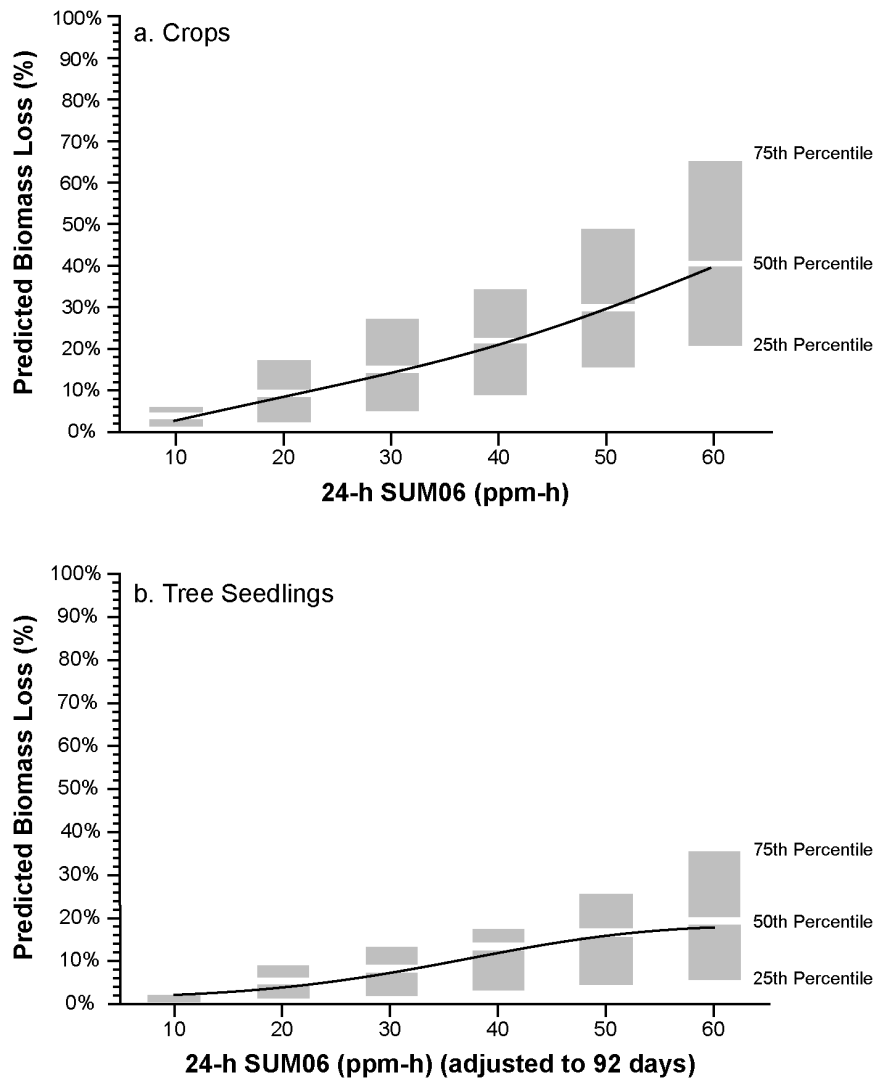 a. Crops
Predicted Biomass Loss (%)
100%
90%
80%
70%
60%
50%
40%
30%
20%
10%
0%
75th Percentile
50th Percentile
25th Percentile
10 20 30 40 50 60
24-h SUM06 (ppm-h)
b. Tree Seedlings
Predicted Biomass Loss (%)
100%
90%
80%
70%
60%
50%
40%
30%
20%
10%
0%
75th Percentile
50th Percentile
25th Percentile
10 20 30 40 50 60
24-h SUM06 (ppm-h) (adjusted to 92 days)